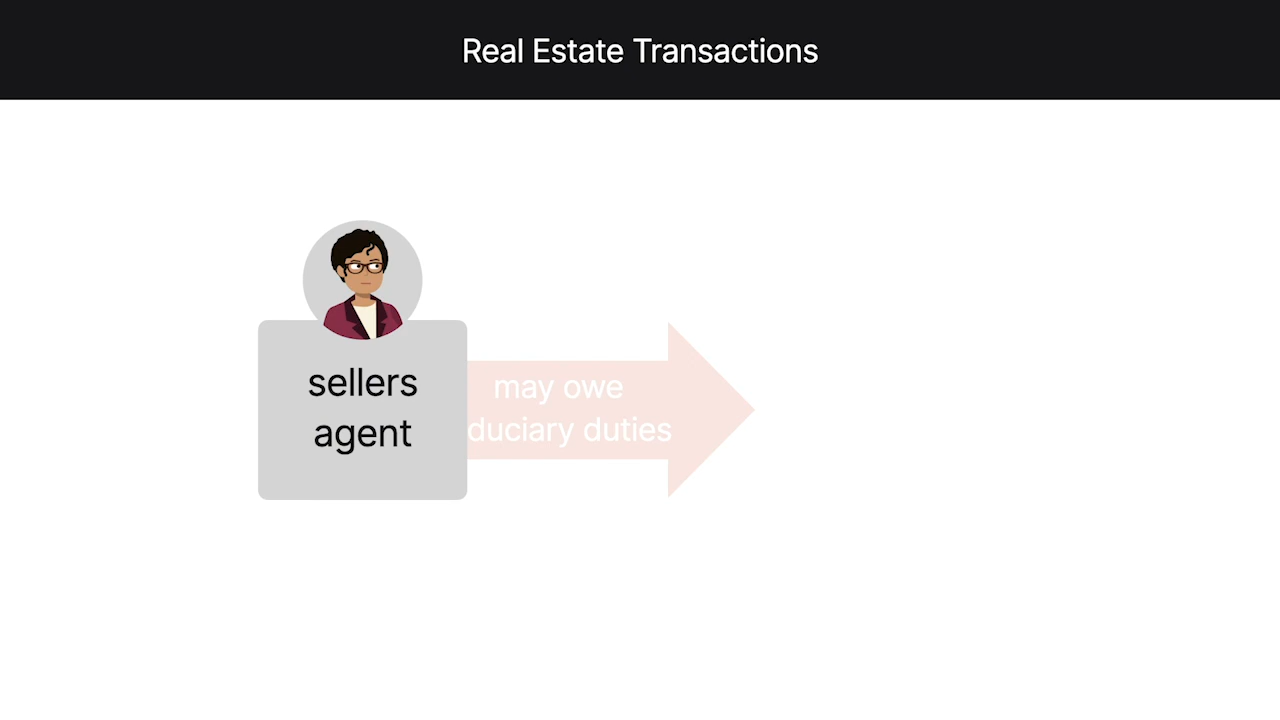 Real Estate Transactions
sellers
agent
may owe
duciary duties